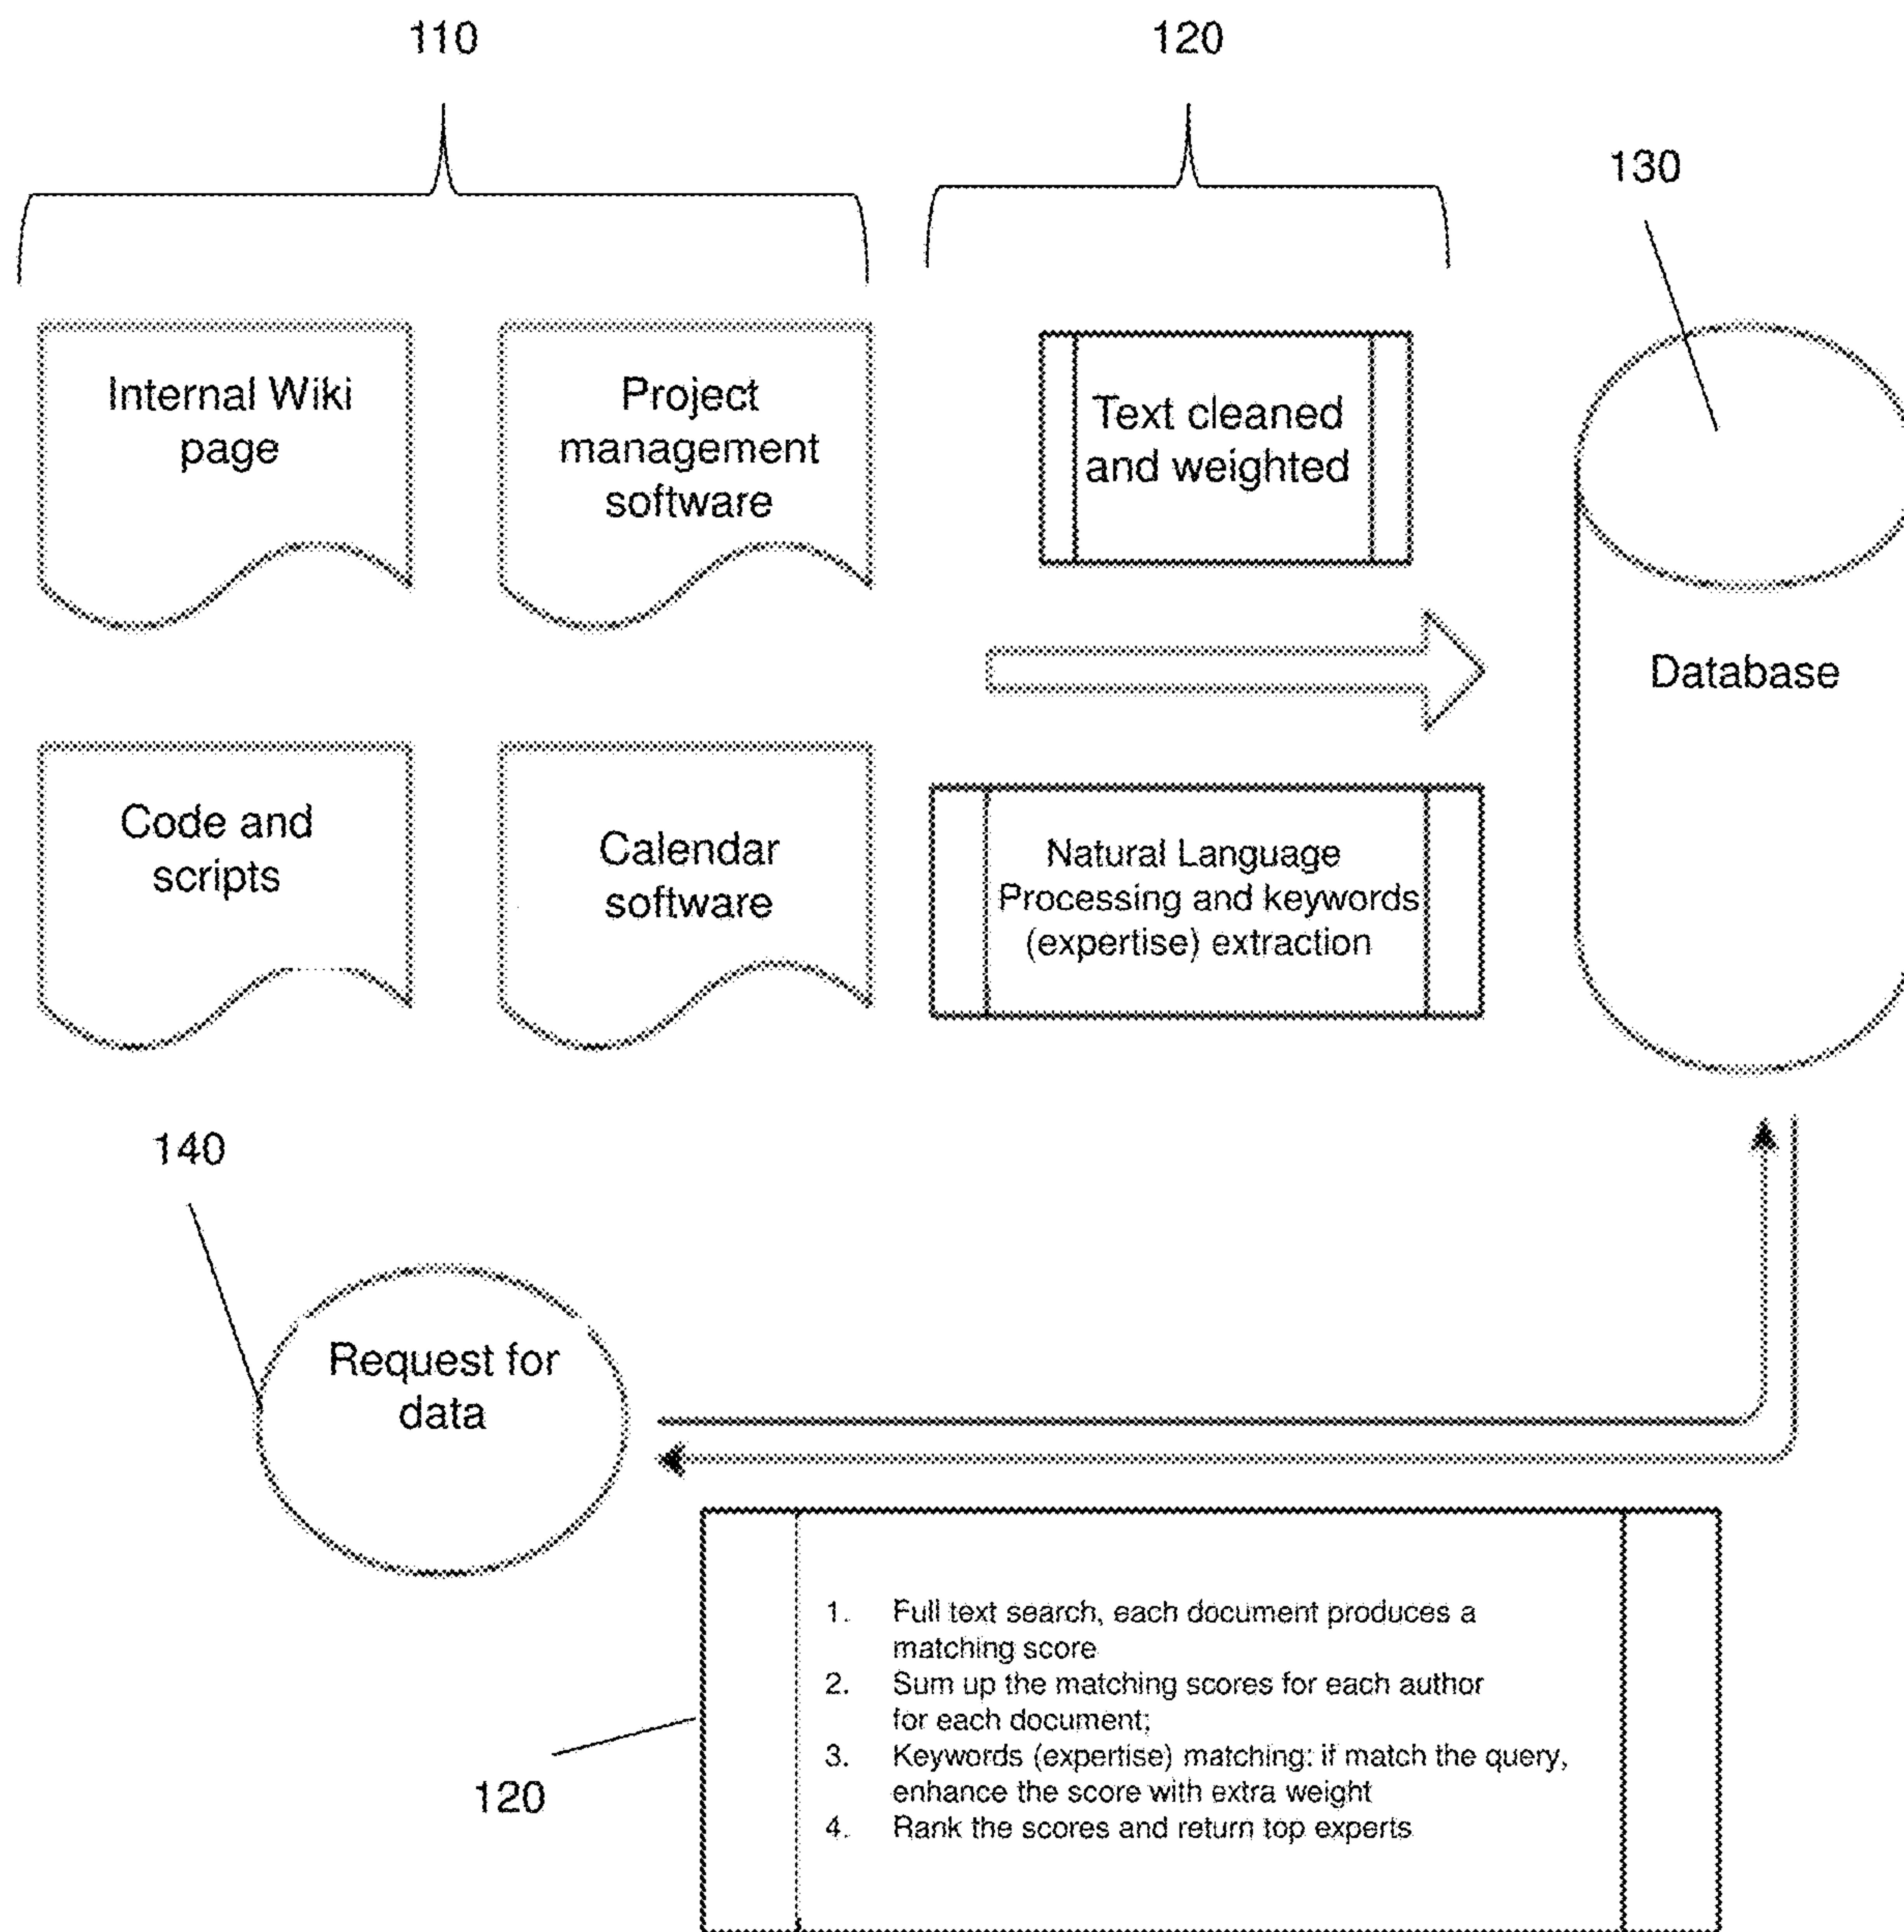 110
120
130
Internal Wiki
page
Project
management
software
Text cleaned
and weighted
Database
Code and
scripts
Calendar
software
Natural Language
Processing and keywords
(expertise) extraction
140
Request for
data
1. Full text search, each document produces a
matching score
2. Sum up the matching scores for each author
for each document;
3. Keywords (expertise) matching: if match the query,
enhance the score with extra weight
4. Rank the scores and return top experts
120